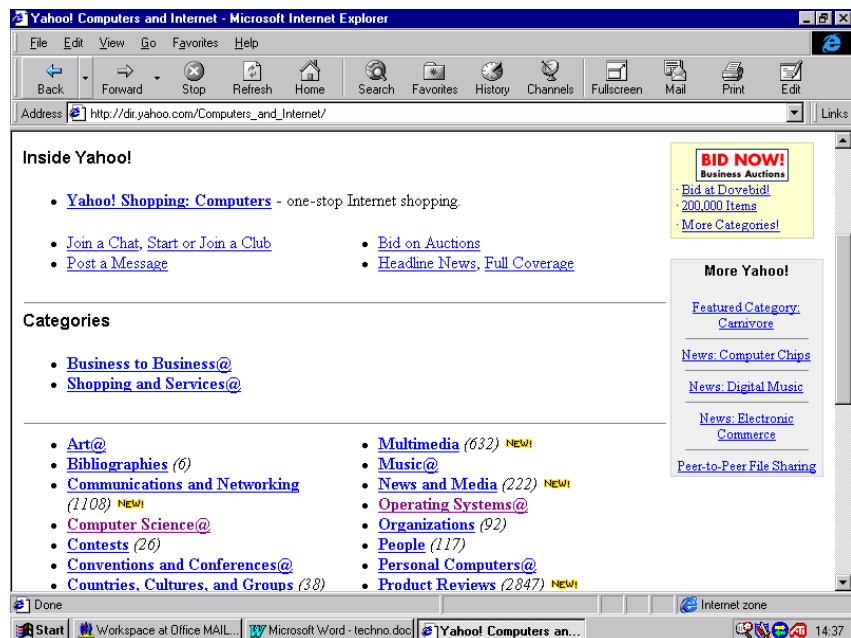 Yahoo! Computers and Internet - Microsoft Internet Explorer
File Edit View Go Favorites Help
Back Forward Stop Refresh Home Search Favorites History Channels Fullscreen Mail Print Edit
Address http://dir.yahoo.com/Computers_and_Internet/ Links
Inside Yahoo!
Yahoo! Shopping: Computers - one-stop Internet shopping.
Join a Chat, Start or Join a Club
Post a Message
Bid on Auctions
Headline News, Full Coverage
Categories
Business to Business@
Shopping and Services@
Art@
Bibliographies (6)
Communications and Networking
(1108) NEW!
Computer Science@
Contests (26)
Conventions and Conferences@
Countries, Cultures, and Groups (38)
Multimedia (632) NEW!
Music@
News and Media (222) NEW!
Operating Systems@
Organizations (92)
People (117)
Personal Computers@
Product Reviews (2847) NEW!
BID NOW!
Business Auctions
· Bid at Dovebid!
· 200,000 Items
· More Categories!
More Yahoo!
Featured Category:
Carnivore
News: Computer Chips
News: Digital Music
News: Electronic
Commerce
Peer-to-Peer File Sharing
Done Internet zone
Start Workspace at Office MAIL... Microsoft Word - techno.doc Yahoo! Computers an... 14:37